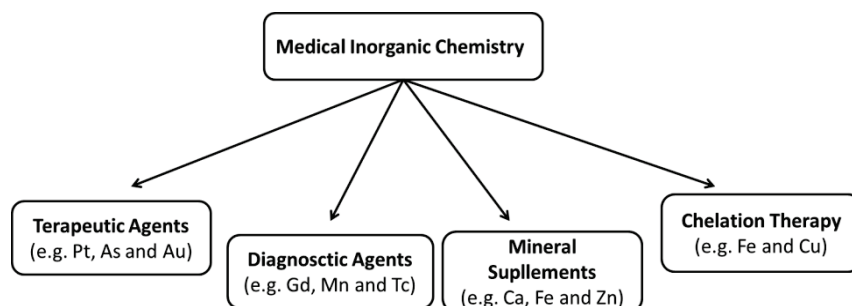 Medical Inorganic Chemistry
Terapeutic Agents
(e.g. Pt, As and Au)
Diagnosctic Agents
(e.g. Gd, Mn and Tc)
Mineral
Supllements
(e.g. Ca, Fe and Zn)
Chelation Therapy
(e.g. Fe and Cu)